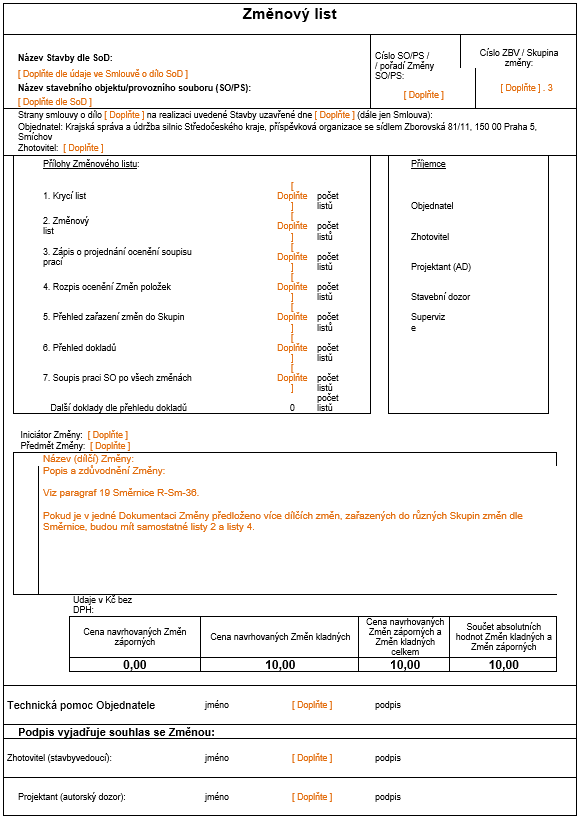 Změnový list
Název Stavby dle SoD:
[ Doplňte dle údaje ve Smlouvě o dílo SoD ]
Název stavebního objektu/provozního souboru (SO/PS):
[ Doplňte dle SoD ]
Číslo SO/PS /
/ pořadí Změny
SO/PS:
[ Doplňte ]
Číslo ZBV / Skupina
změny:
[ Doplňte ] . 3
Strany smlouvy o dílo [ Doplňte ] na realizaci uvedené Stavby uzavřené dne [ Doplňte ] (dále jen Smlouva):
Objednatel: Krajská správa a údržba silnic Středočeského kraje, příspěvková organizace se sídlem Zborovská 81/11, 150 00 Praha 5,
Smíchov
Zhotovitel: [ Doplňte ]
Přílohy Změnového listu:
1. Krycí list [ Doplňte ] počet listů
2. Změnový list [ Doplňte ] počet listů
3. Zápis o projednání ocenění soupisu prací [ Doplňte ] počet listů
4. Rozpis ocenění Změn položek [ Doplňte ] počet listů
5. Přehled zařazení změn do Skupin [ Doplňte ] počet listů
6. Přehled dokladů [ Doplňte ] počet listů
7. Soupis praci SO po všech změnách [ Doplňte ] počet listů
Další doklady dle přehledu dokladů 0 počet listů
Příjemce
Objednatel
Zhotovitel
Projektant (AD)
Stavební dozor
Superviz
e
Iniciátor Změny: [ Doplňte ]
Předmět Změny: [ Doplňte ]
Název (dílčí) Změny:
Popis a zdůvodnění Změny:
Viz paragraf 19 Směrnice R-Sm-36.
Pokud je v jedné Dokumentaci Změny předloženo více dílčích změn, zařazených do různých Skupin změn dle
Směrnice, budou mít samostatné listy 2 a listy 4.
Udaje v Kč bez
DPH:
Cena navrhovaných Změn
záporných
Cena navrhovaných Změn kladných
Cena navrhovaných
Změn záporných a
Změn kladných
celkem
Součet absolutních
hodnot Změn kladných a
Změn záporných
0,00 10,00 10,00 10,00
Technická pomoc Objednatele jméno [ Doplňte ] podpis
Podpis vyjadřuje souhlas se Změnou:
Zhotovitel (stavbyvedoucí): jméno [ Doplňte ] podpis
Projektant (autorský dozor): jméno [ Doplňte ] podpis